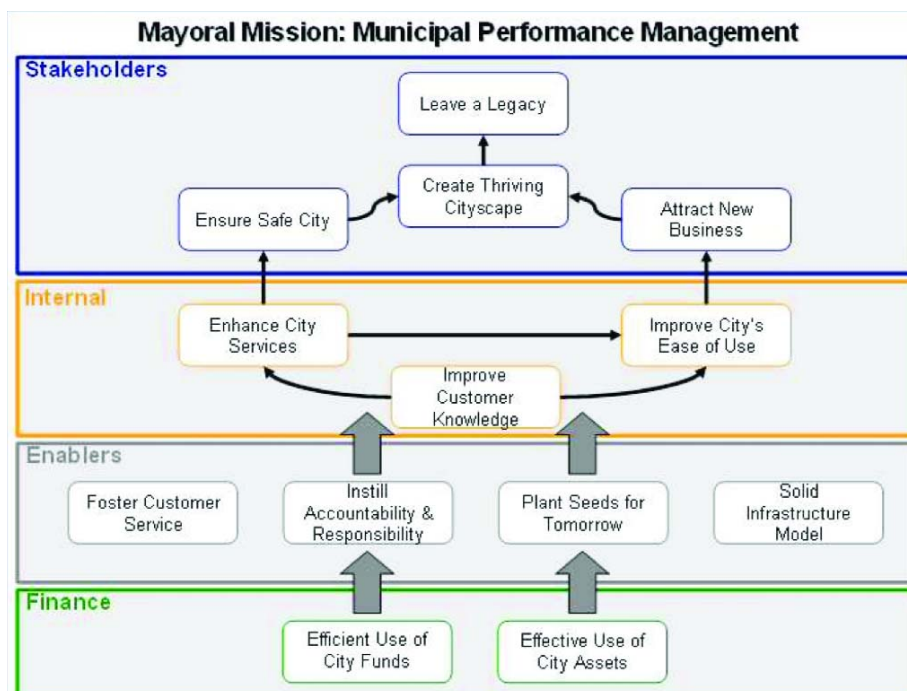 Mayoral Mission: Municipal Performance Management
Stakeholders
Leave a Legacy
Create Thriving
Cityscape
Ensure Safe City
Attract New
Business
Internal
Enhance City
Services
Improve City's
Ease of Use
Improve
Customer
Knowledge
Enablers
Foster Customer
Service
Instill
Accountability &
Responsibility
Plant Seeds for
Tomorrow
Solid
Infrastructure
Model
Finance
Efficient Use of
City Funds
Effective Use of
City Assets